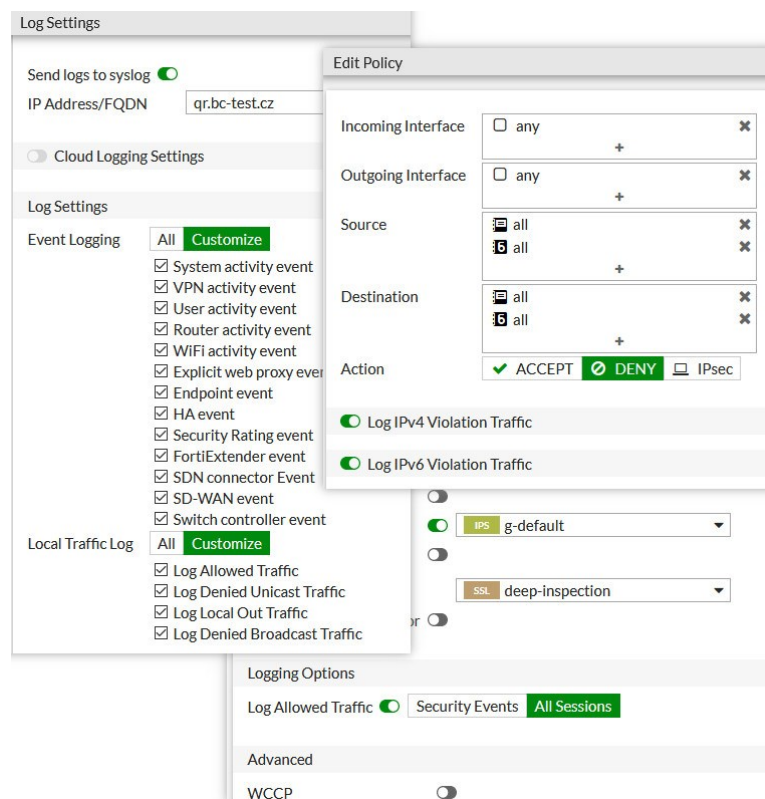 Log Settings
Send logs to syslog
IP Address/FQDN qr.bc-test.cz
Cloud Logging Settings
Log Settings
Event Logging All Customize
System activity event
VPN activity event
User activity event
Router activity event
WiFi activity event
Explicit web proxy
Endpoint event
HA event
Security Rating event
FortiExtender event
SDN connector Event
SD-WAN event
Switch controller event
Local Traffic Log All Customize
Log Allowed Traffic
Log Denied Unicast Traffic
Log Local Out Traffic
Log Denied Broadcast Traffic
Edit Policy
Incoming Interface any
+
Outgoing Interface any
+
Source all
6 all
+
Destination all
6 all
+
Action ACCEPT DENY IPsec
Log IPv4 Violation Traffic
Log IPv6 Violation Traffic
IPS g-default
SSL deep-inspection
Logging Options
Log Allowed Traffic Security Events All Sessions
Advanced
WCCP